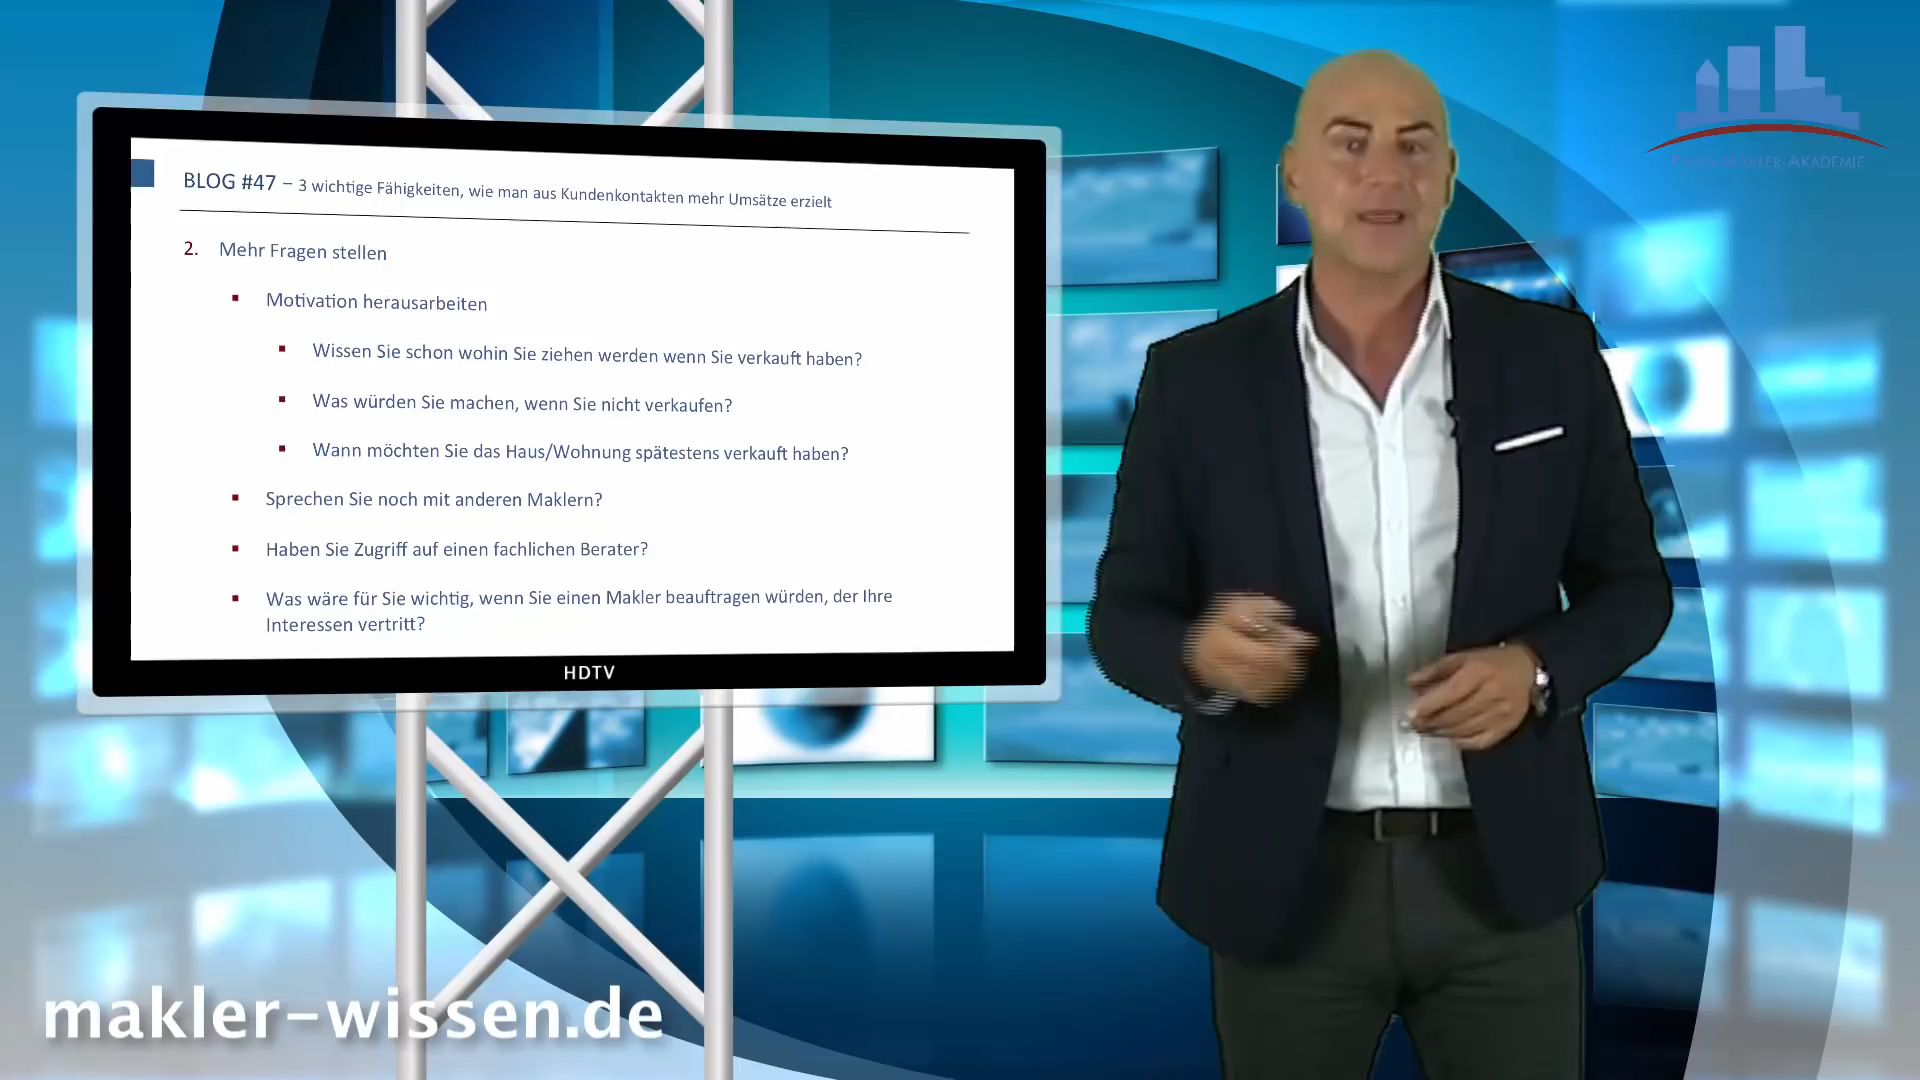 BLOG #47 – 3 wichtige Fähigkeiten, wie man aus Kundenkontakten mehr Umsätze erzielt
2. Mehr Fragen stellen
Motivation herausarbeiten
Wissen Sie schon wohin Sie ziehen werden wenn Sie verkauft haben?
Was würden Sie machen, wenn Sie nicht verkaufen?
Wann möchten Sie das Haus/Wohnung spätestens verkauft haben?
Sprechen Sie noch mit anderen Maklern?
Haben Sie Zugriff auf einen fachlichen Berater?
Was wäre für Sie wichtig, wenn Sie einen Makler beauftragen würden, der Ihre
Interessen vertritt?
HDTV
PROFI-MAKLER-AKADEMIE
makler-wissen.de